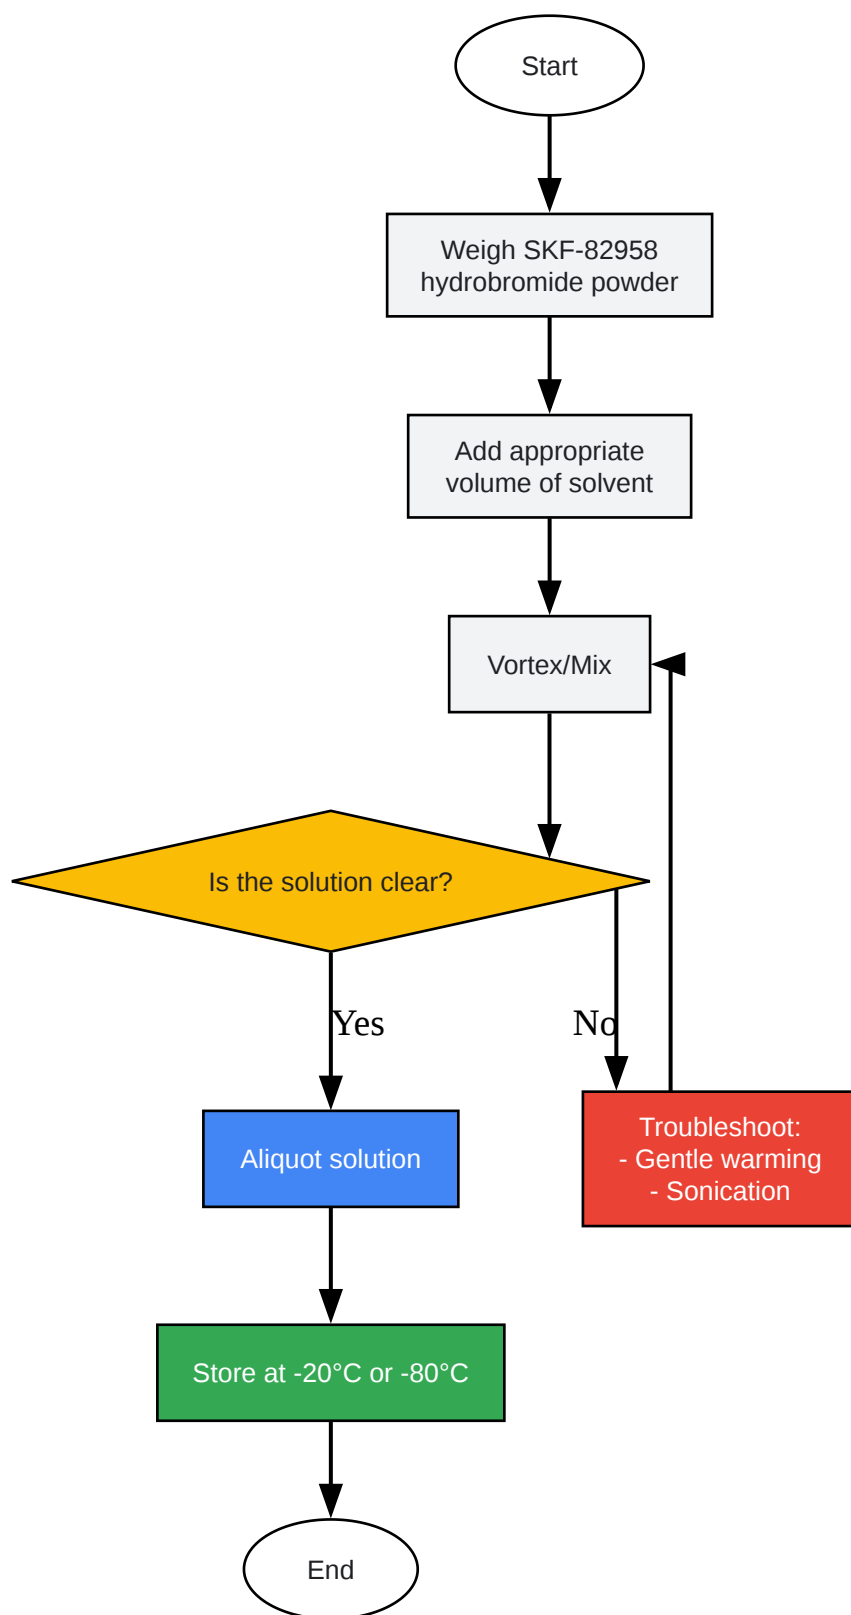 Start
Weigh SKF-82958
hydrobromide powder
Add appropriate
volume of solvent
Vortex/Mix
Is the solution clear?
Yes
No
Troubleshoot:
- Gentle warming
- Sonication
Aliquot solution
Store at -20°C or -80°C
End